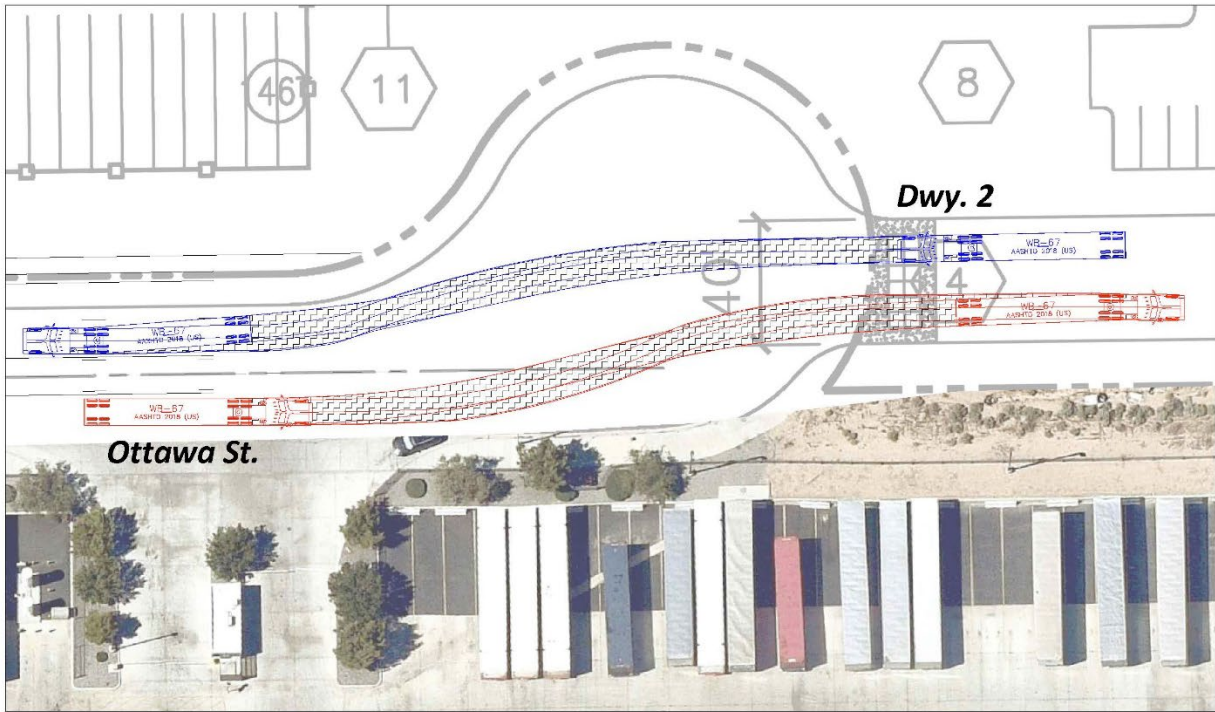 46
11
8
Dwy. 2
WB-67
AASHTO 2018 (US)
40'
4
WB-67
AASHTO 2018 (US)
WB-67
AASHTO 2018 (US)
WB-67
AASHTO 2018 (US)
Ottawa St.